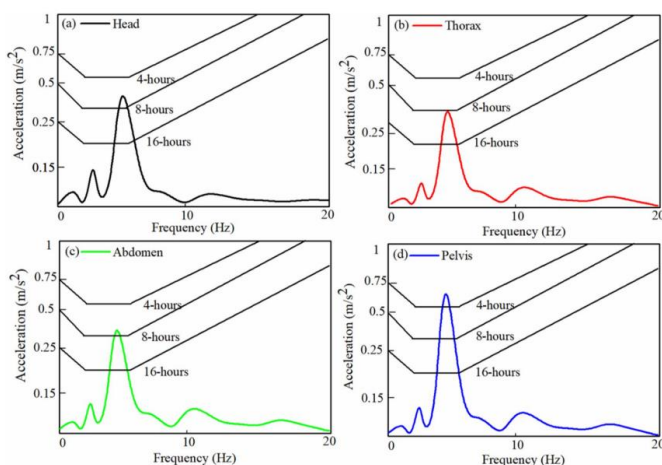 (a) Head
Acceleration (m/s²)
1
0.75
0.5
0.25
0.15
4-hours
8-hours
16-hours
0 10 20
Frequency (Hz)
(b) Thorax
Acceleration (m/s²)
1
0.75
0.5
0.25
0.15
4-hours
8-hours
16-hours
0 10 20
Frequency (Hz)
(c) Abdomen
Acceleration (m/s²)
1
0.75
0.5
0.25
0.15
4-hours
8-hours
16-hours
0 10 20
Frequency (Hz)
(d) Pelvis
Acceleration (m/s²)
1
0.75
0.5
0.25
0.15
4-hours
8-hours
16-hours
0 10 20
Frequency (Hz)